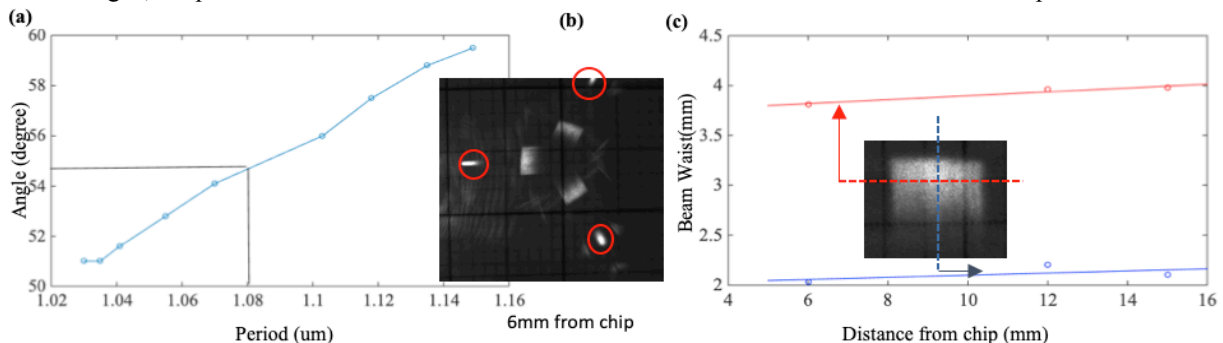 (a)
60
58
56
54
52
50
Angle (degree)
1.02 1.04 1.06 1.08 1.1 1.12 1.14 1.16
Period (um)
(b)
6mm from chip
(c)
4.5
4
3.5
3
2.5
2
Beam Waist(mm)
4 6 8 10 12 14 16
Distance from chip (mm)